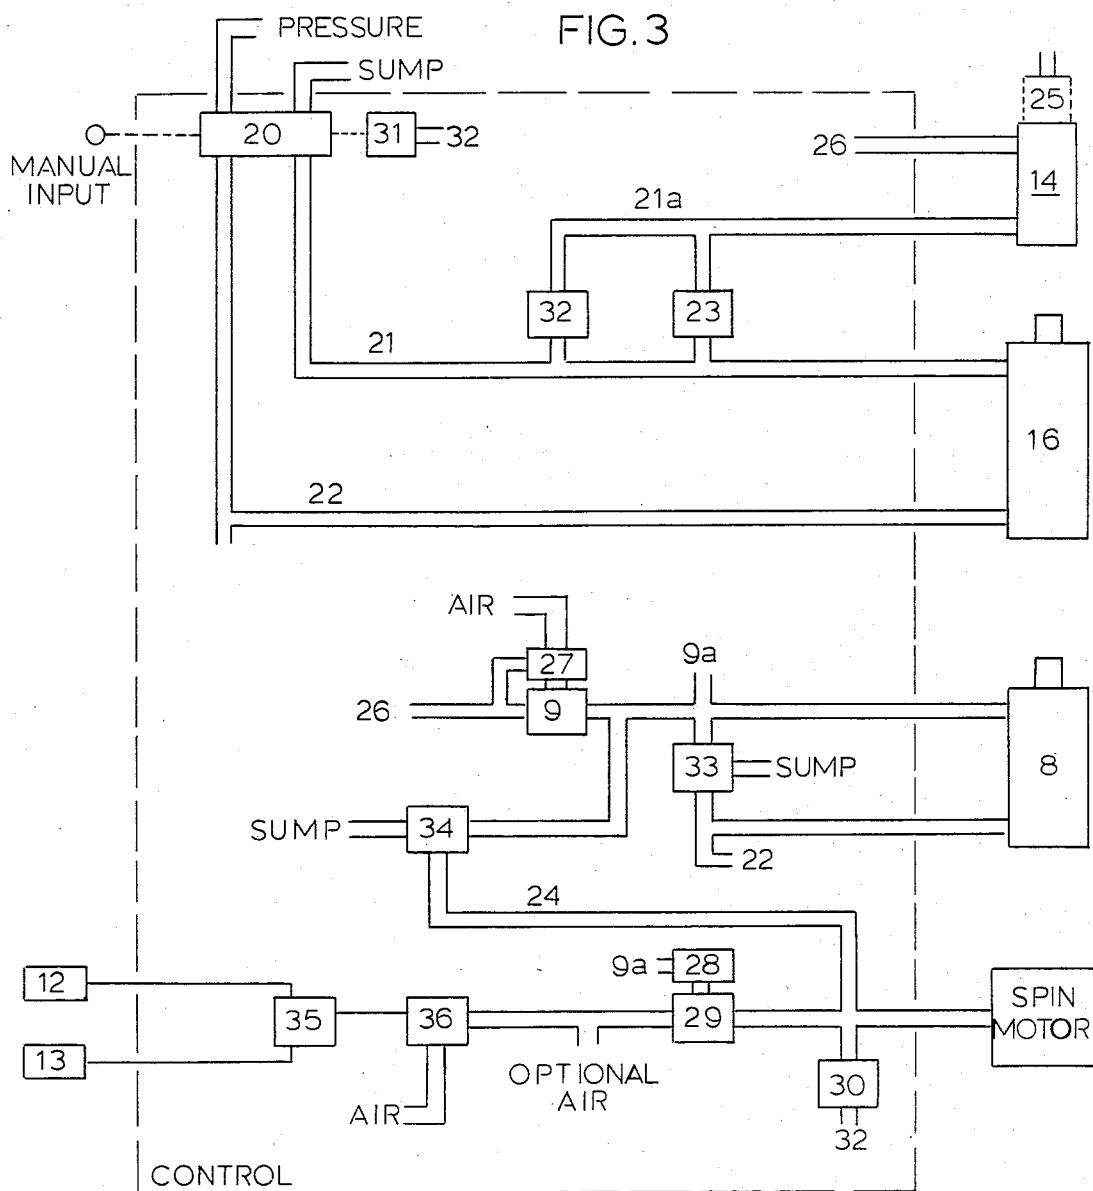 FIG. 3
PRESSURE
SUMP
25
20
31
32
26
MANUAL
INPUT
14
21a
32
23
21
16
22
AIR
27
9a
26
9
33
SUMP
8
SUMP
34
22
24
12
9a
28
SPIN
MOTOR
35
36
29
13
OPTIONAL
AIR
30
AIR
32
CONTROL